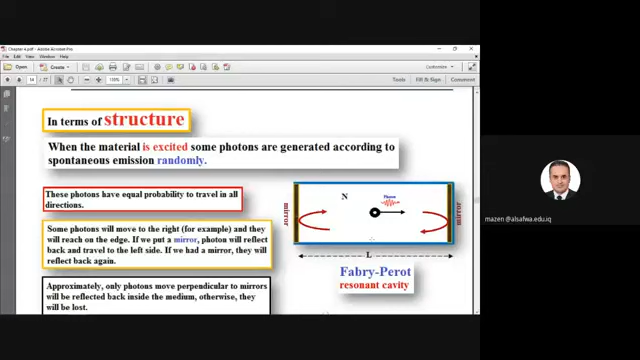 Chapter 4.pdf - Adobe Acrobat Pro
File Edit View Window Help
Open Create Customize
14 / 27 135% Tools Fill & Sign Comment
In terms of structure
When the material is excited some photons are generated according to
spontaneous emission randomly.
These photons have equal probability to travel in all
directions.
Some photons will move to the right (for example) and they
will reach on the edge. If we put a mirror, photon will reflect
back and travel to the left side. If we had a mirror, they will
reflect back again.
Approximately, only photons move perpendicular to mirrors
will be reflected back inside the medium, otherwise, they
will be lost.
mirror
N
Photon
mirror
L
Fabry-Perot
resonant cavity
mazen @alsafwa.edu.iq